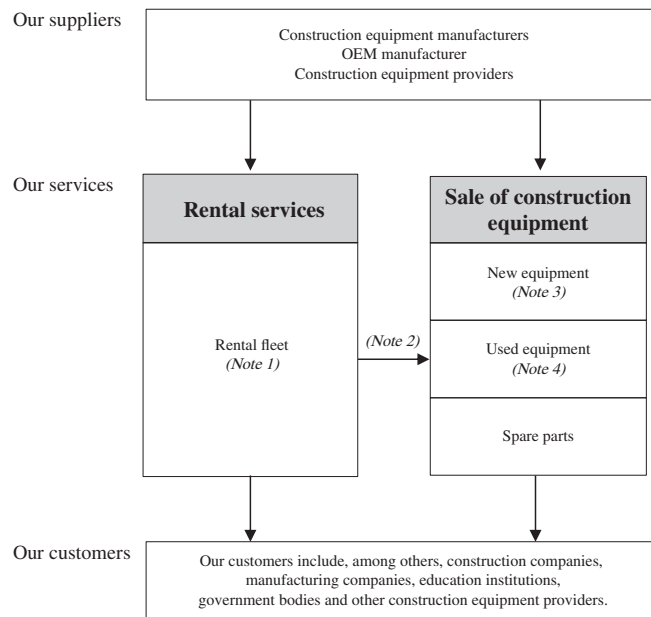 Our suppliers
Construction equipment manufacturers
OEM manufacturer
Construction equipment providers
Our services
Rental services
Sale of construction
equipment
New equipment
(Note 3)
Rental fleet
(Note 1)
(Note 2)
Used equipment
(Note 4)
Spare parts
Our customers
Our customers include, among others, construction companies,
manufacturing companies, education institutions,
government bodies and other construction equipment providers.